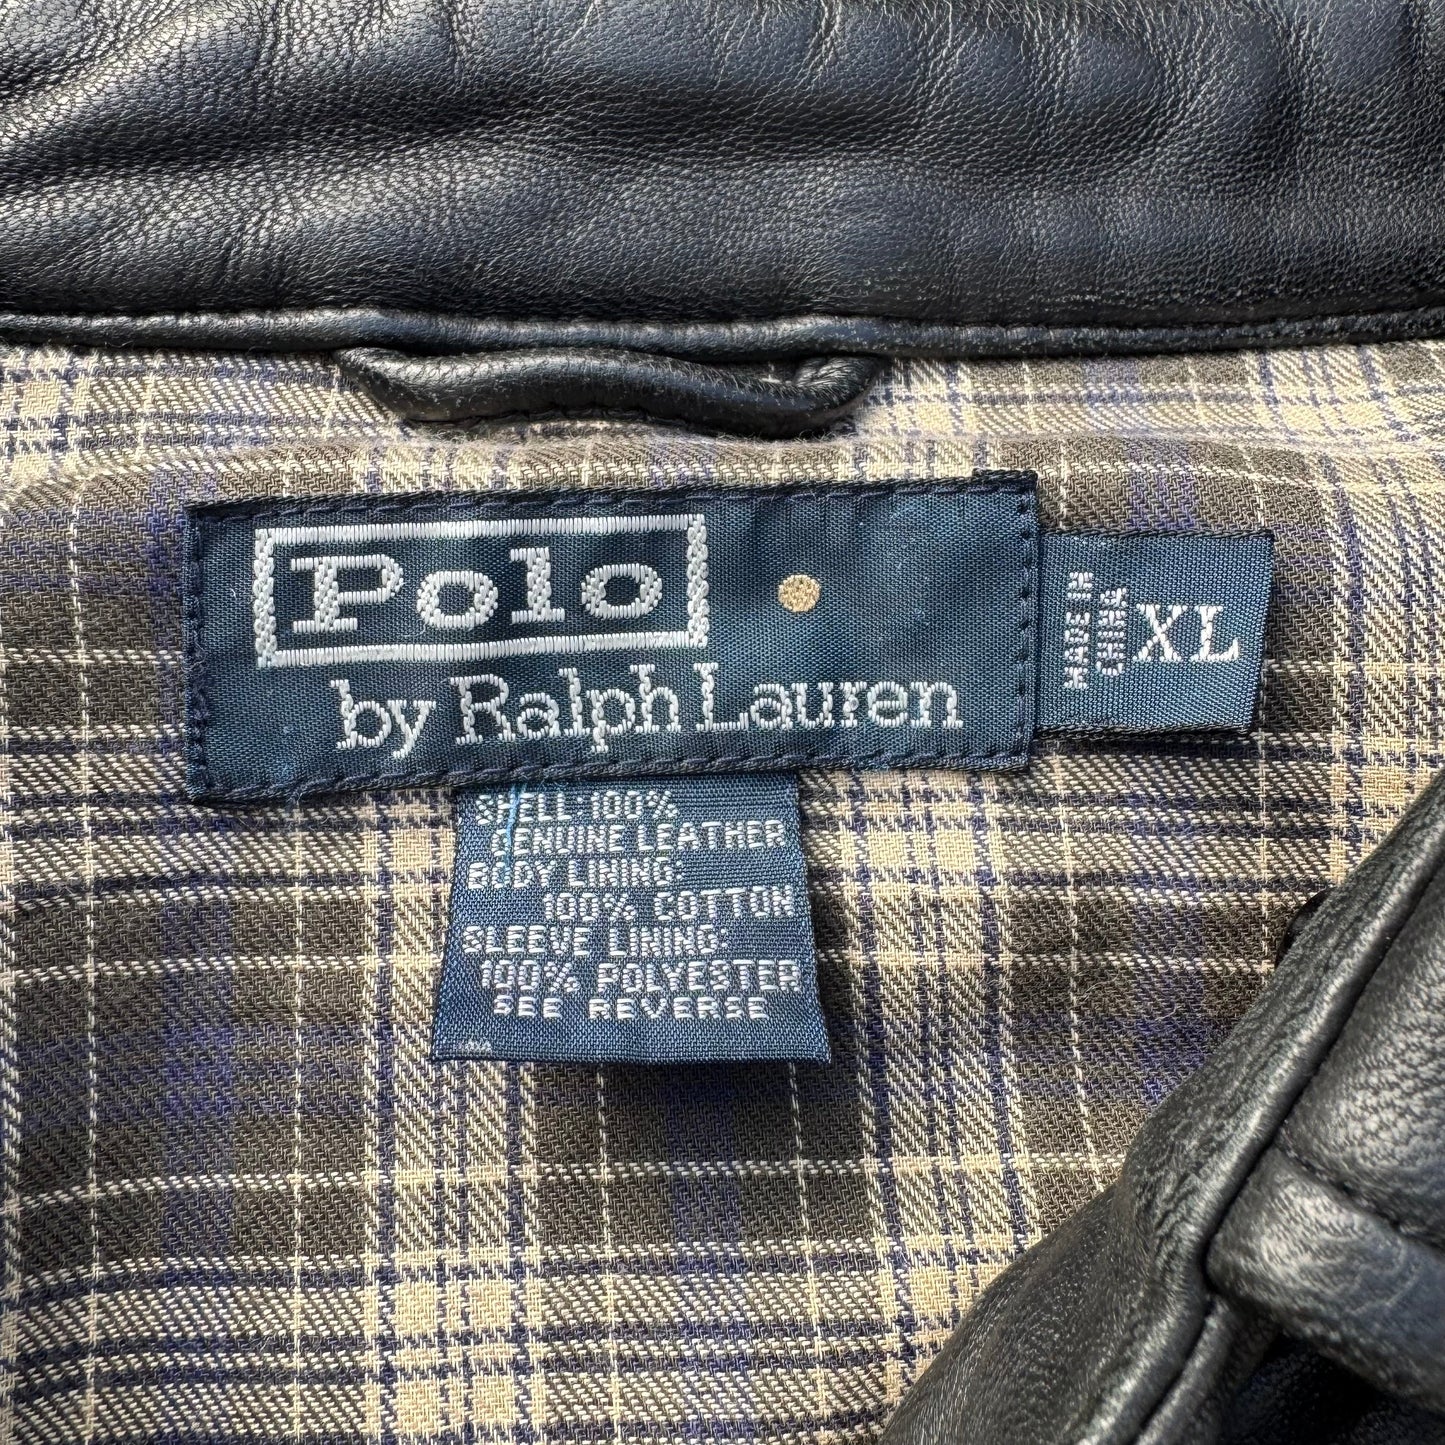 Polo
by Ralph Lauren
MADE IN
CHINA
XL
SHELL:100%
GENUINE LEATHER
BODY LINING:
100% COTTON
SLEEVE LINING:
100% POLYESTER
SEE REVERSE